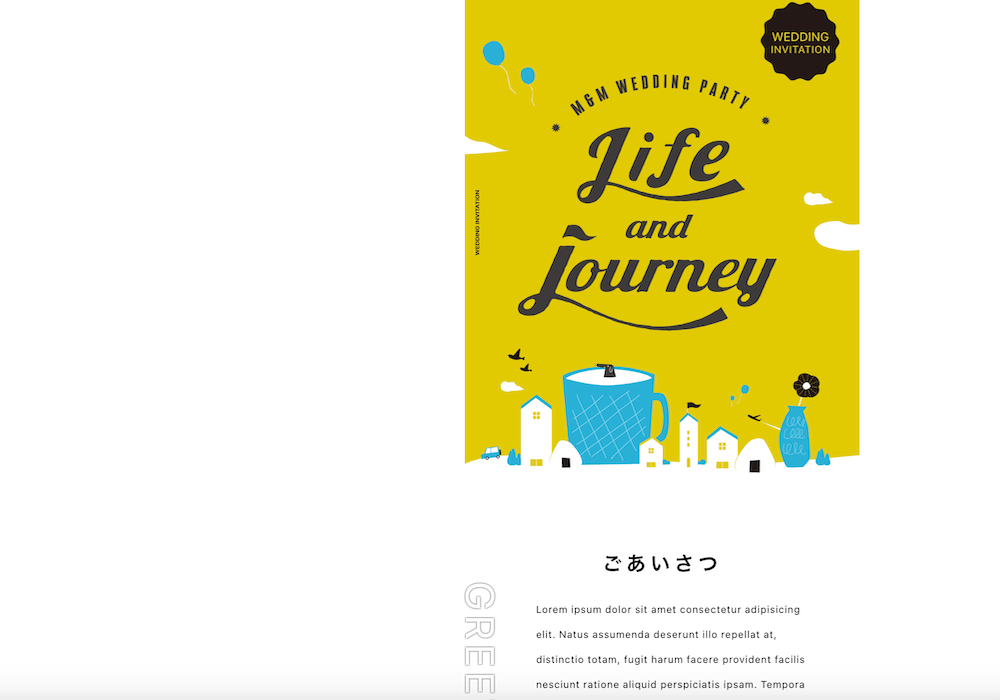 WEDDING
INVITATION
M&M WEDDING PARTY
Life
and
Journey
WEDDING INVITATION
ごあいさつ
GREE
Lorem ipsum dolor sit amet consectetur adipisicing
elit. Natus assumenda deserunt illo repellat at,
distinctio totam, fugit harum facere provident facilis
nesciunt ratione aliquid perspiciatis ipsam. Tempora